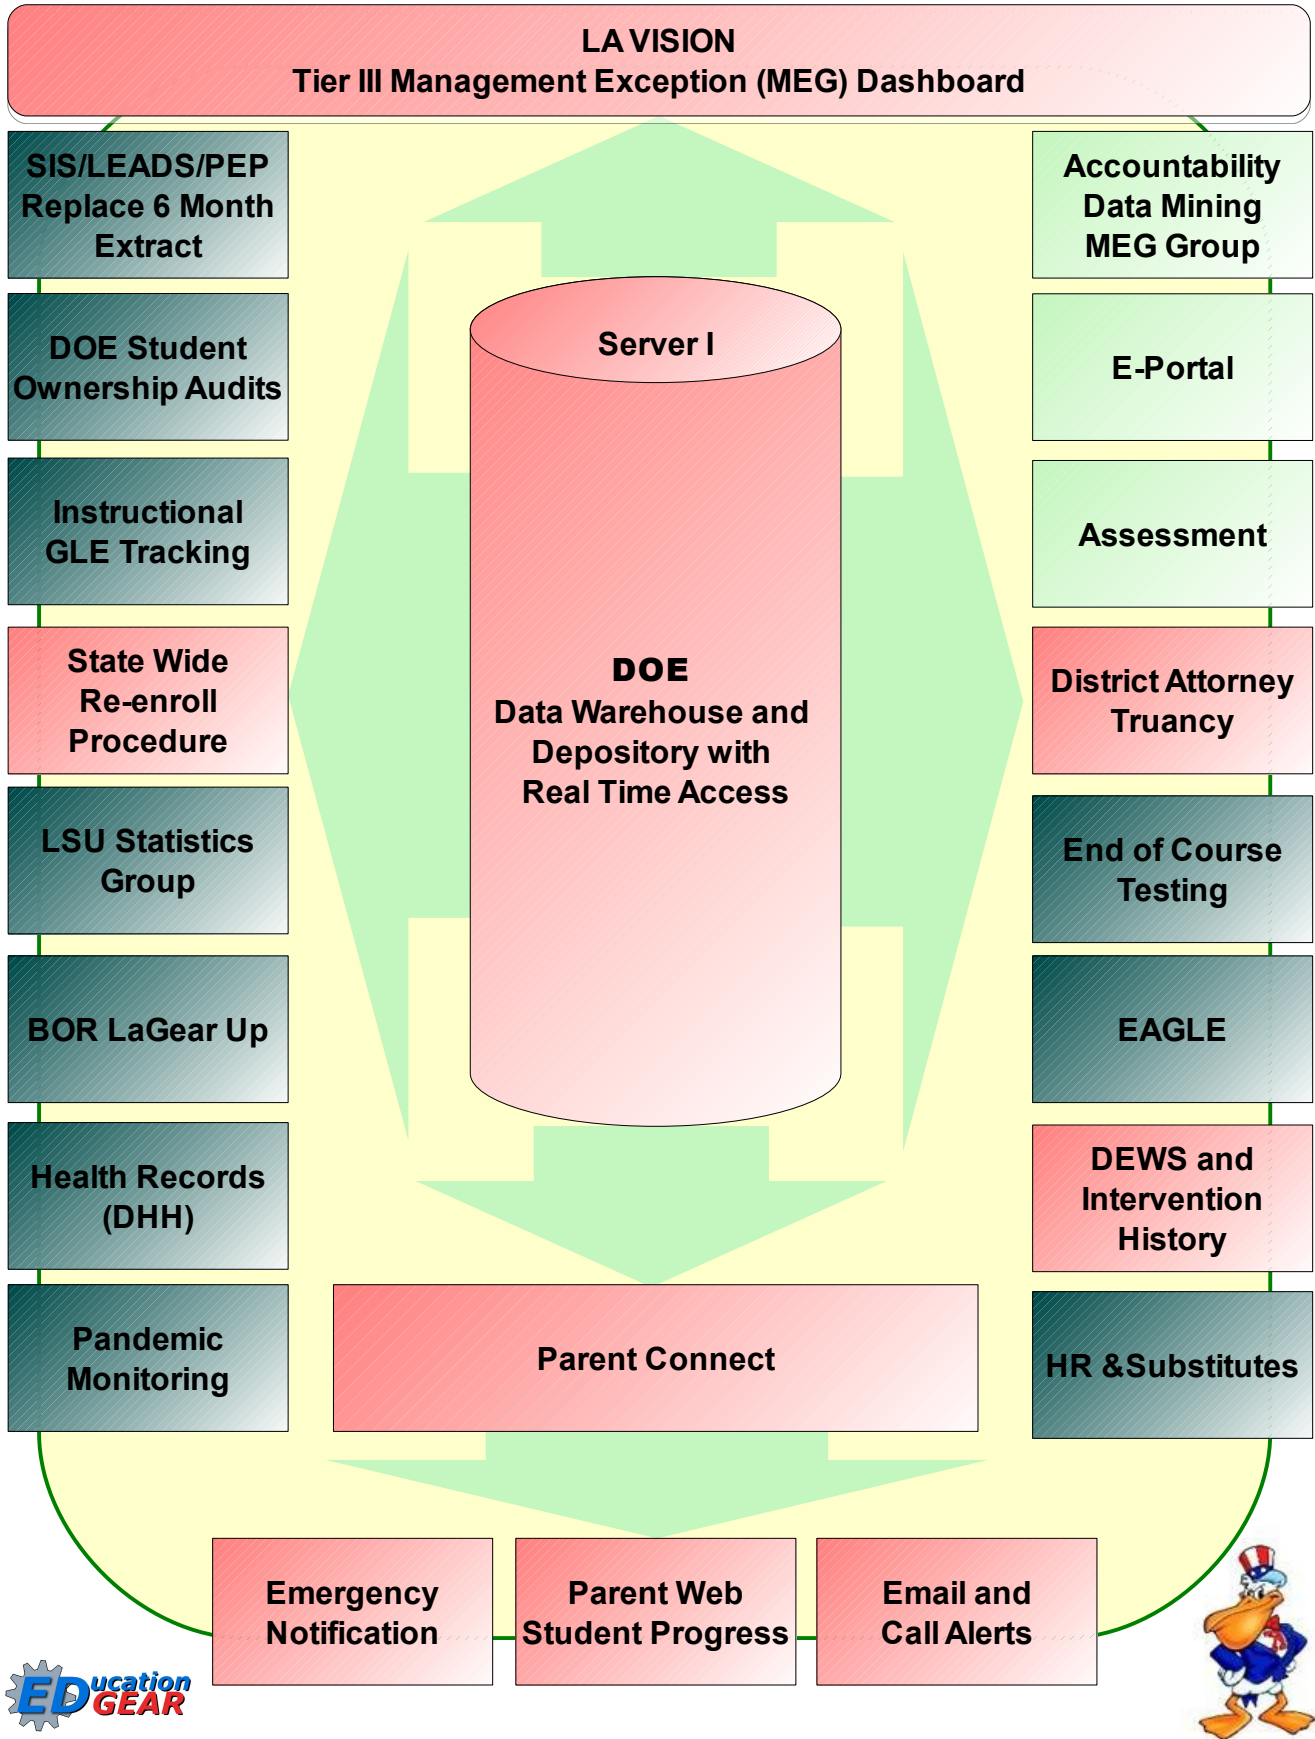 LA VISION
Tier III Management Exception (MEG) Dashboard
SIS/LEADS/PEP
Replace 6 Month
Extract
DOE Student
Ownership Audits
Instructional
GLE Tracking
State Wide
Re-enroll
Procedure
LSU Statistics
Group
BOR LaGear Up
Health Records
(DHH)
Pandemic
Monitoring
Server I
DOE
Data Warehouse and
Depository with
Real Time Access
Accountability
Data Mining
MEG Group
E-Portal
Assessment
District Attorney
Truancy
End of Course
Testing
EAGLE
DEWS and
Intervention
History
HR &Substitutes
Parent Connect
Emergency
Notification
Parent Web
Student Progress
Email and
Call Alerts
EDucation
GEAR